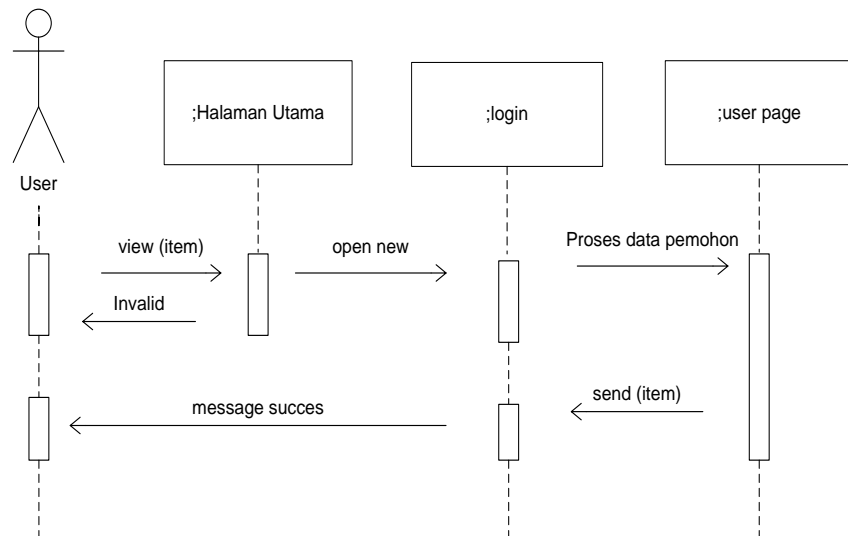 ;Halaman Utama
;login
;user page
User
view (item)
open new
Proses data pemohon
Invalid
send (item)
message succes